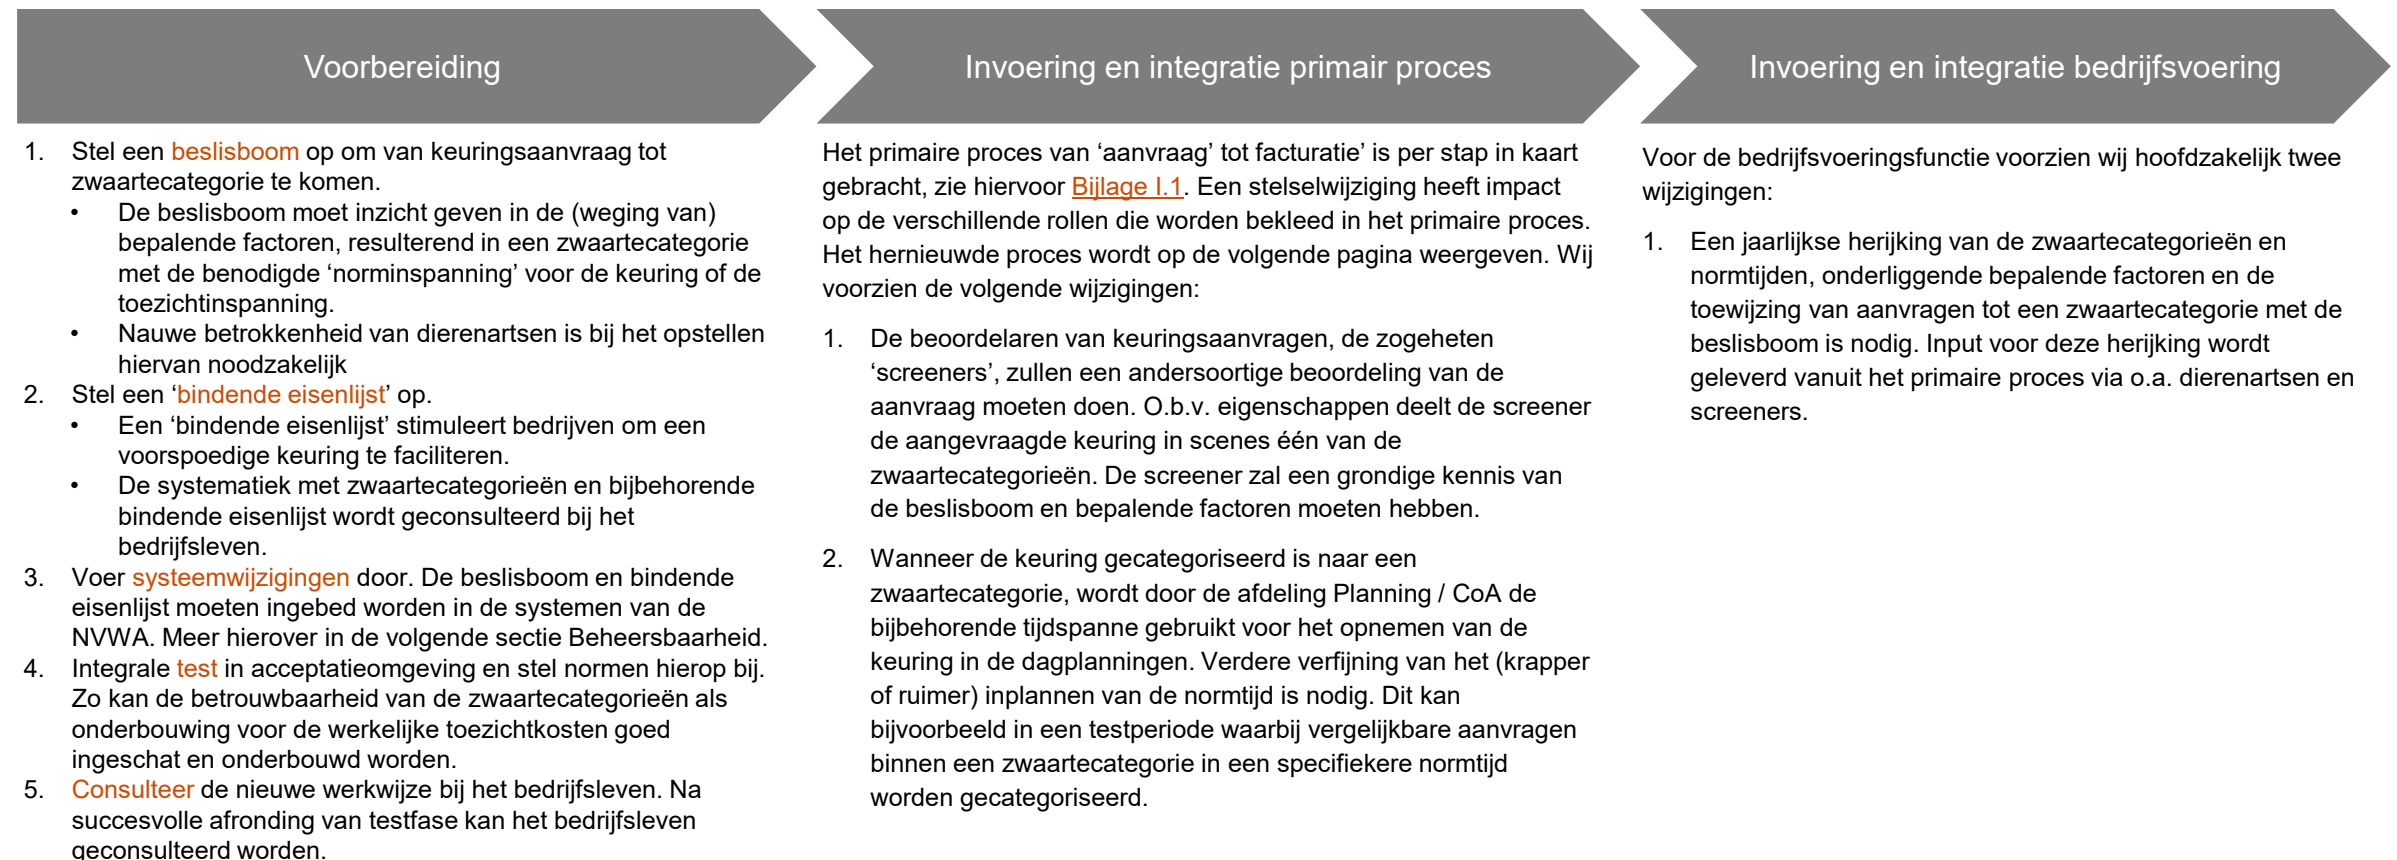 Voorbereiding
1. Stel een beslisboom op om van keuringsaanvraag tot
zwaartecategorie te komen.
• De beslisboom moet inzicht geven in de (weging van)
bepalende factoren, resulterend in een zwaartecategorie
met de benodigde ‘norminspanning’ voor de keuring of de
toezichtinspanning.
• Nauwe betrokkenheid van dierenartsen is bij het opstellen
hiervan noodzakelijk
2. Stel een ‘bindende eisenlijst’ op.
• Een ‘bindende eisenlijst’ stimuleert bedrijven om een
voorspoedige keuring te faciliteren.
• De systematiek met zwaartecategorieën en bijbehorende
bindende eisenlijst wordt geconsulteerd bij het
bedrijfsleven.
3. Voer systeemwijzigingen door. De beslisboom en bindende
eisenlijst moeten ingebed worden in de systemen van de
NVWA. Meer hierover in de volgende sectie Beheersbaarheid.
4. Integrale test in acceptatieomgeving en stel normen hierop bij.
Zo kan de betrouwbaarheid van de zwaartecategorieën als
onderbouwing voor de werkelijke toezichtkosten goed
ingeschat en onderbouwd worden.
5. Consulteer de nieuwe werkwijze bij het bedrijfsleven. Na
succesvolle afronding van testfase kan het bedrijfsleven
geconsulteerd worden.
Invoering en integratie primair proces
Het primaire proces van ‘aanvraag’ tot facturatie’ is per stap in kaart
gebracht, zie hiervoor Bijlage I.1. Een stelselwijziging heeft impact
op de verschillende rollen die worden bekleed in het primaire proces.
Het hernieuwde proces wordt op de volgende pagina weergeven. Wij
voorzien de volgende wijzigingen:
1. De beoordelaren van keuringsaanvragen, de zogeheten
‘screeners’, zullen een andersoortige beoordeling van de
aanvraag moeten doen. O.b.v. eigenschappen deelt de screener
de aangevraagde keuring in scenes één van de
zwaartecategorieën. De screener zal een grondige kennis van
de beslisboom en bepalende factoren moeten hebben.
2. Wanneer de keuring gecategoriseerd is naar een
zwaartecategorie, wordt door de afdeling Planning / CoA de
bijbehorende tijdspanne gebruikt voor het opnemen van de
keuring in de dagplanningen. Verdere verfijning van het (krapper
of ruimer) inplannen van de normtijd is nodig. Dit kan
bijvoorbeeld in een testperiode waarbij vergelijkbare aanvragen
binnen een zwaartecategorie in een specifiekere normtijd
worden gecategoriseerd.
Invoering en integratie bedrijfsvoering
Voor de bedrijfsvoeringsfunctie voorzien wij hoofdzakelijk twee
wijzigingen:
1. Een jaarlijkse herijking van de zwaartecategorieën en
normtijden, onderliggende bepalende factoren en de
toewijzing van aanvragen tot een zwaartecategorie met de
beslisboom is nodig. Input voor deze herijking wordt
geleverd vanuit het primaire proces via o.a. dierenartsen en
screeners.